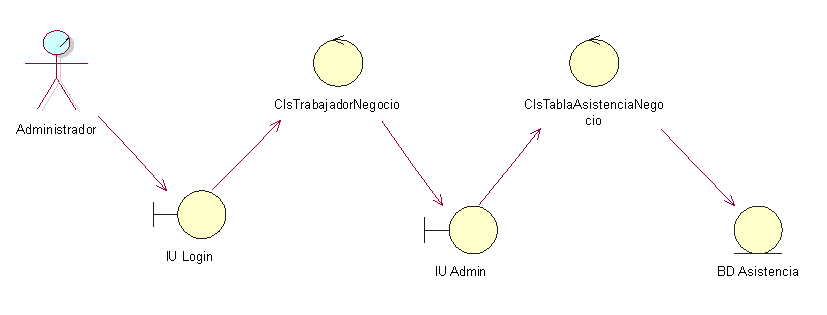 Administrador
ClsTrabajadorNegocio
ClsTablaAsistenciaNego
cio
IU Login
IU Admin
BD Asistencia